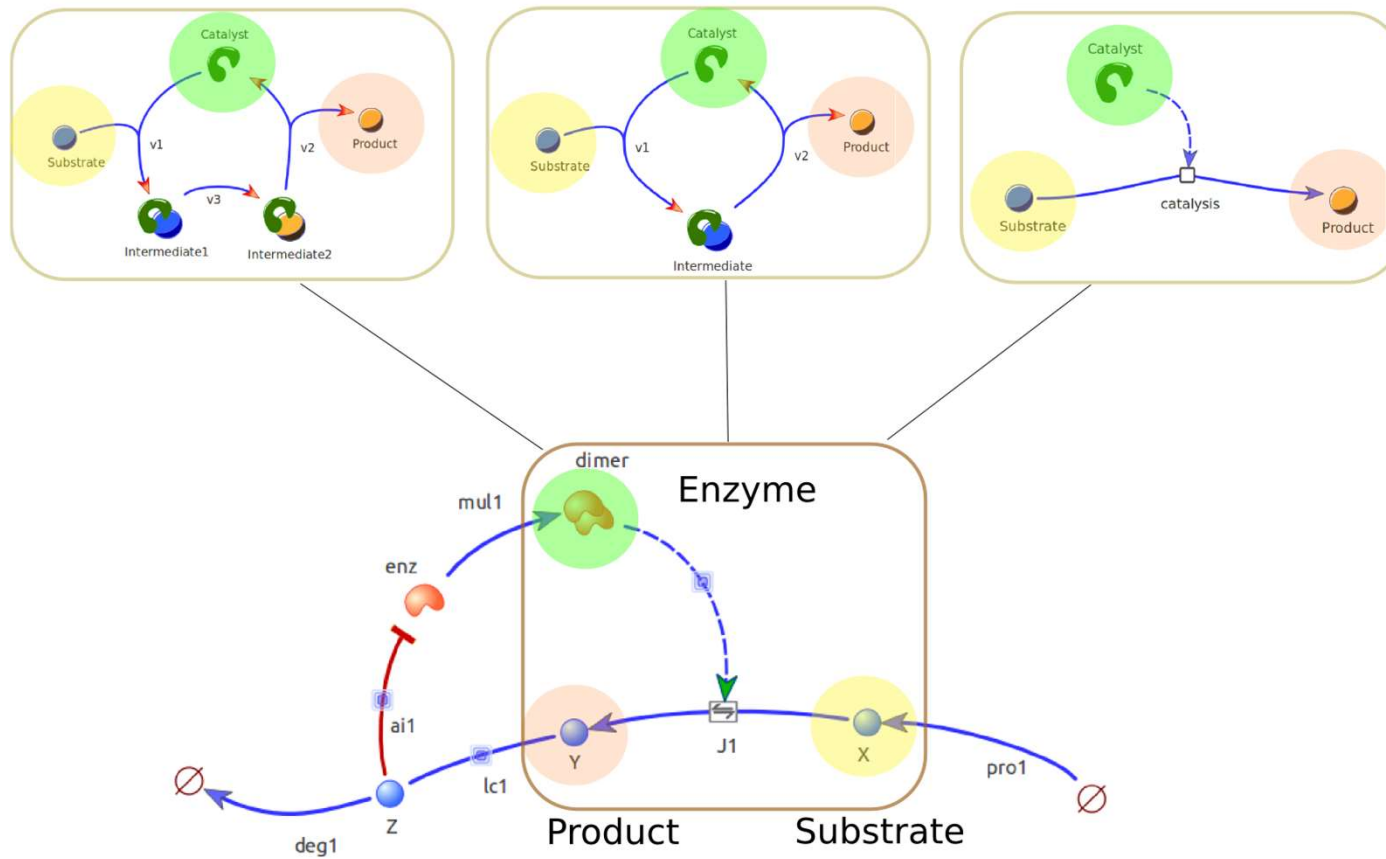 Catalyst
Substrate
v1
v2
Product
v3
Intermediate1
Intermediate2
Catalyst
Substrate
v1
v2
Product
Intermediate
Catalyst
Substrate
catalysis
Product
dimer
Enzyme
mul1
enz
ai1
lc1
Y
J1
X
pro1
Z
deg1
Product
Substrate